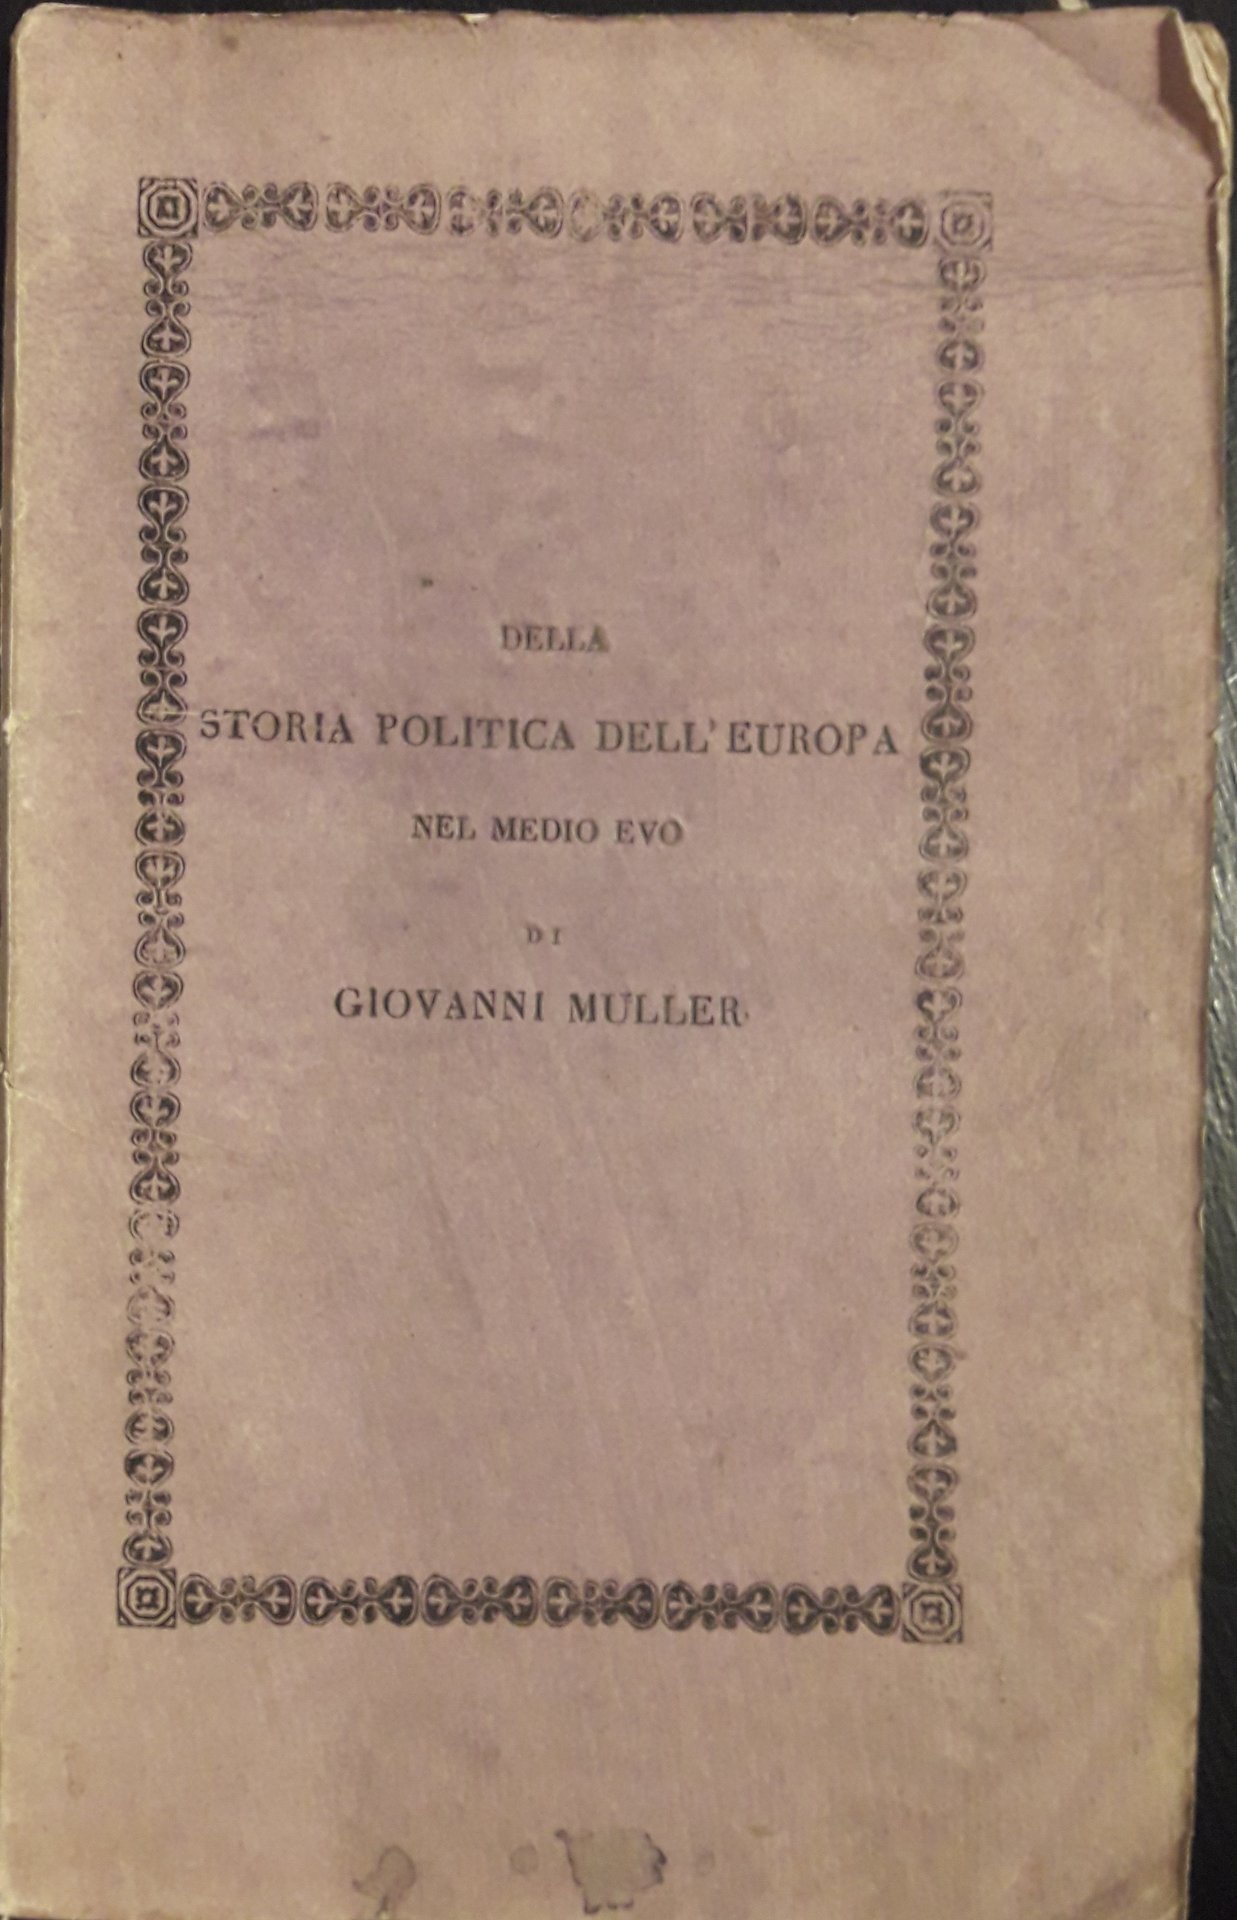 DELLA
STORIA POLITICA DELL' EUROPA
NEL MEDIO EVO
DI
GIOVANNI MULLER